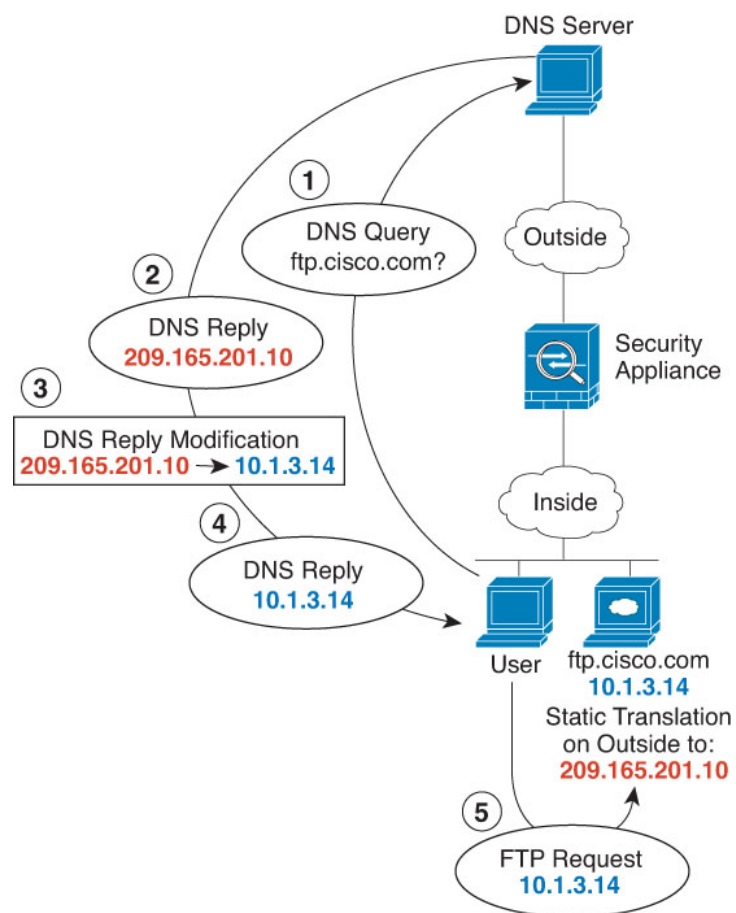 DNS Server
1
DNS Query
ftp.cisco.com?
Outside
2
DNS Reply
209.165.201.10
Security
Appliance
3
DNS Reply Modification
209.165.201.10 → 10.1.3.14
Inside
4
DNS Reply
10.1.3.14
User
ftp.cisco.com
10.1.3.14
Static Translation
on Outside to:
209.165.201.10
5
FTP Request
10.1.3.14